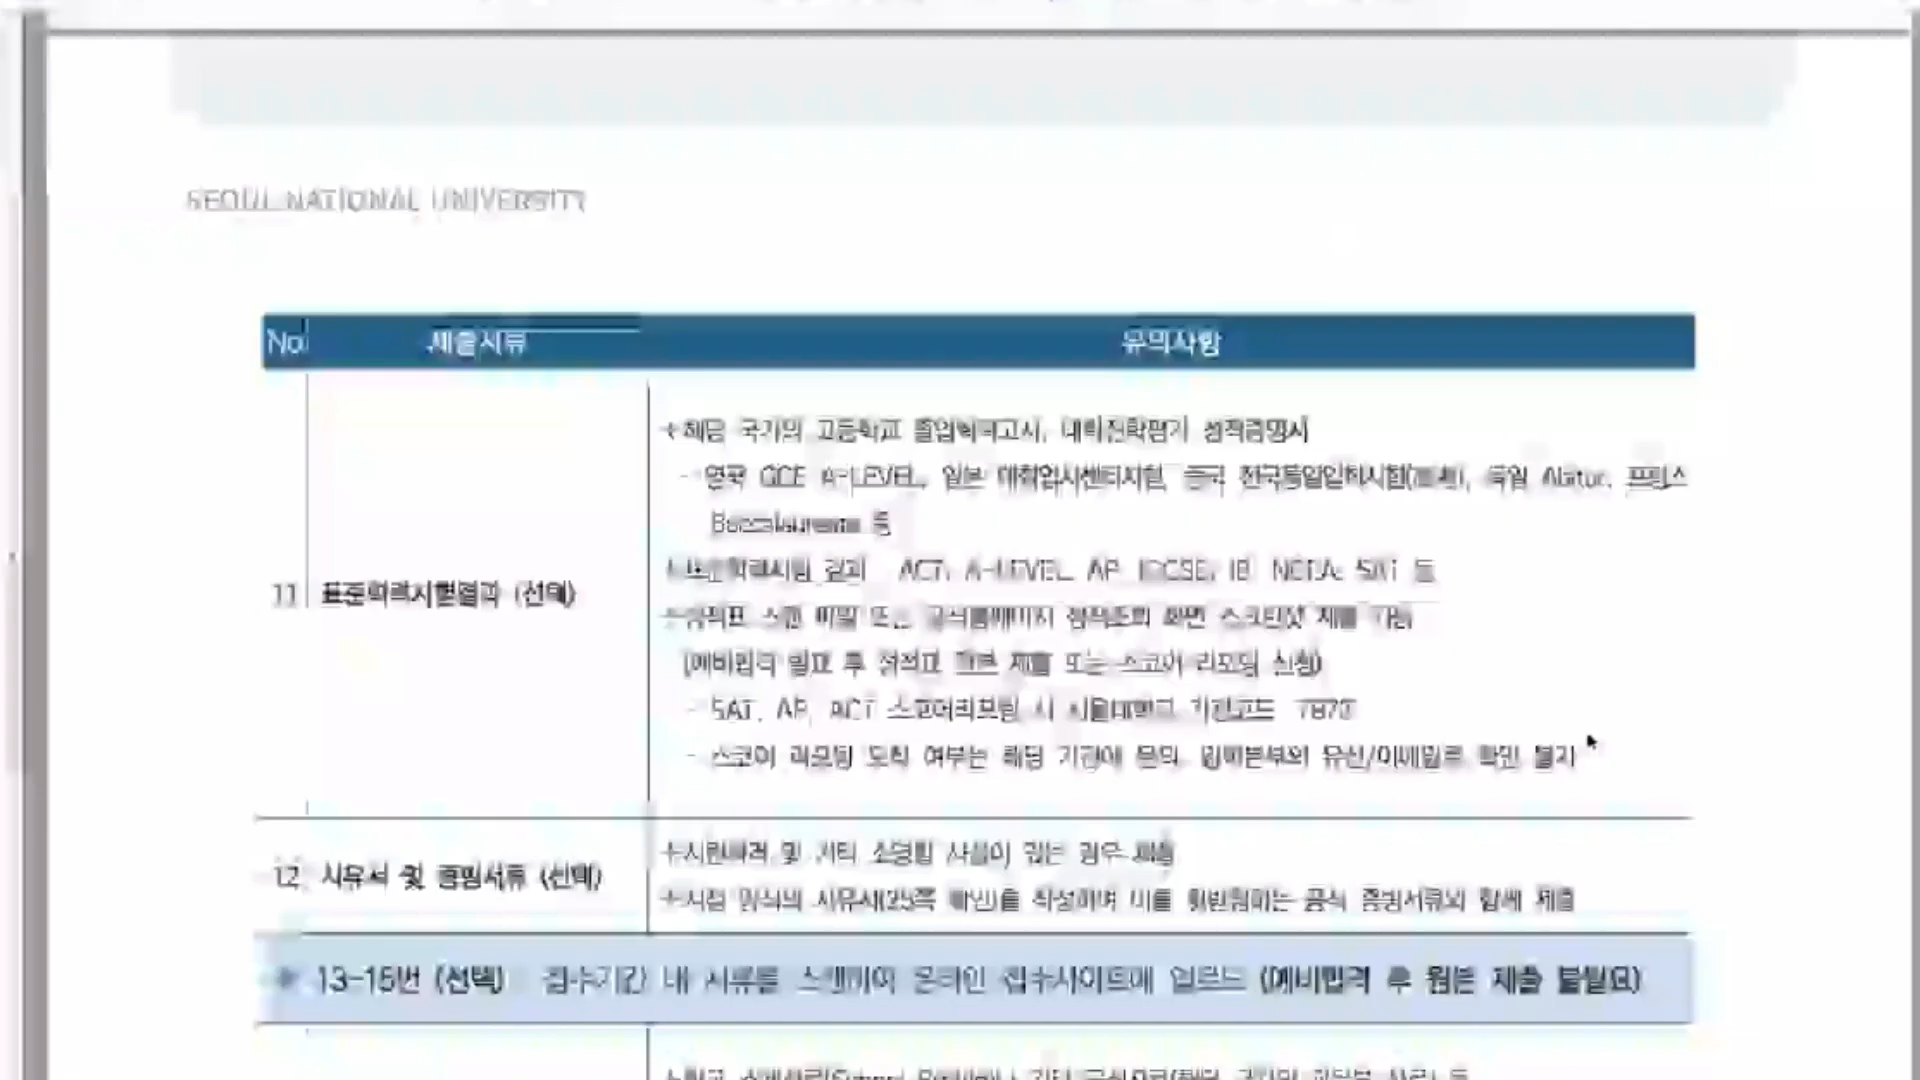 SEOUL NATIONAL UNIVERSITY
No 제출서류 유의사항
해당 국가의 고등학교 졸업학력고사, 대학진학평가 성적증명서
- 영국 GCE A-LEVEL, 일본 대학입시센터시험, 중국 전국통일입학시험(高考), 독일 Abitur, 프랑스
Baccalaureate 등
11 표준학력시험결과 (선택)
표준학력시험 결과 ACT, A-LEVEL, AP, IGCSE, IB, NCEA, SAT 등
성적표 스캔 파일 또는 공식홈페이지 성적조회 화면 스크린샷 제출 가능
(예비합격 발표 후 성적표 원본 제출 또는 스코어 리포팅 신청)
- SAT, AP, ACT 스코어리포팅 시 서울대학교 기관코드
- 스코어 리포팅 도착 여부는 해당 기관에 문의, 입학본부의 유선/이메일로 확인 불가
12 사유서 및 증빙서류 (선택)
지원자격 및 기타 소명할 사실이 있는 경우 제출
사유서(25쪽 확인)를 작성하여 이를 뒷받침하는 공식 증빙서류와 함께 제출
13-15번 (선택) 접수기간 내 서류를 스캔하여 온라인 접수사이트에 업로드 (예비합격 후 원본 제출 불필요)